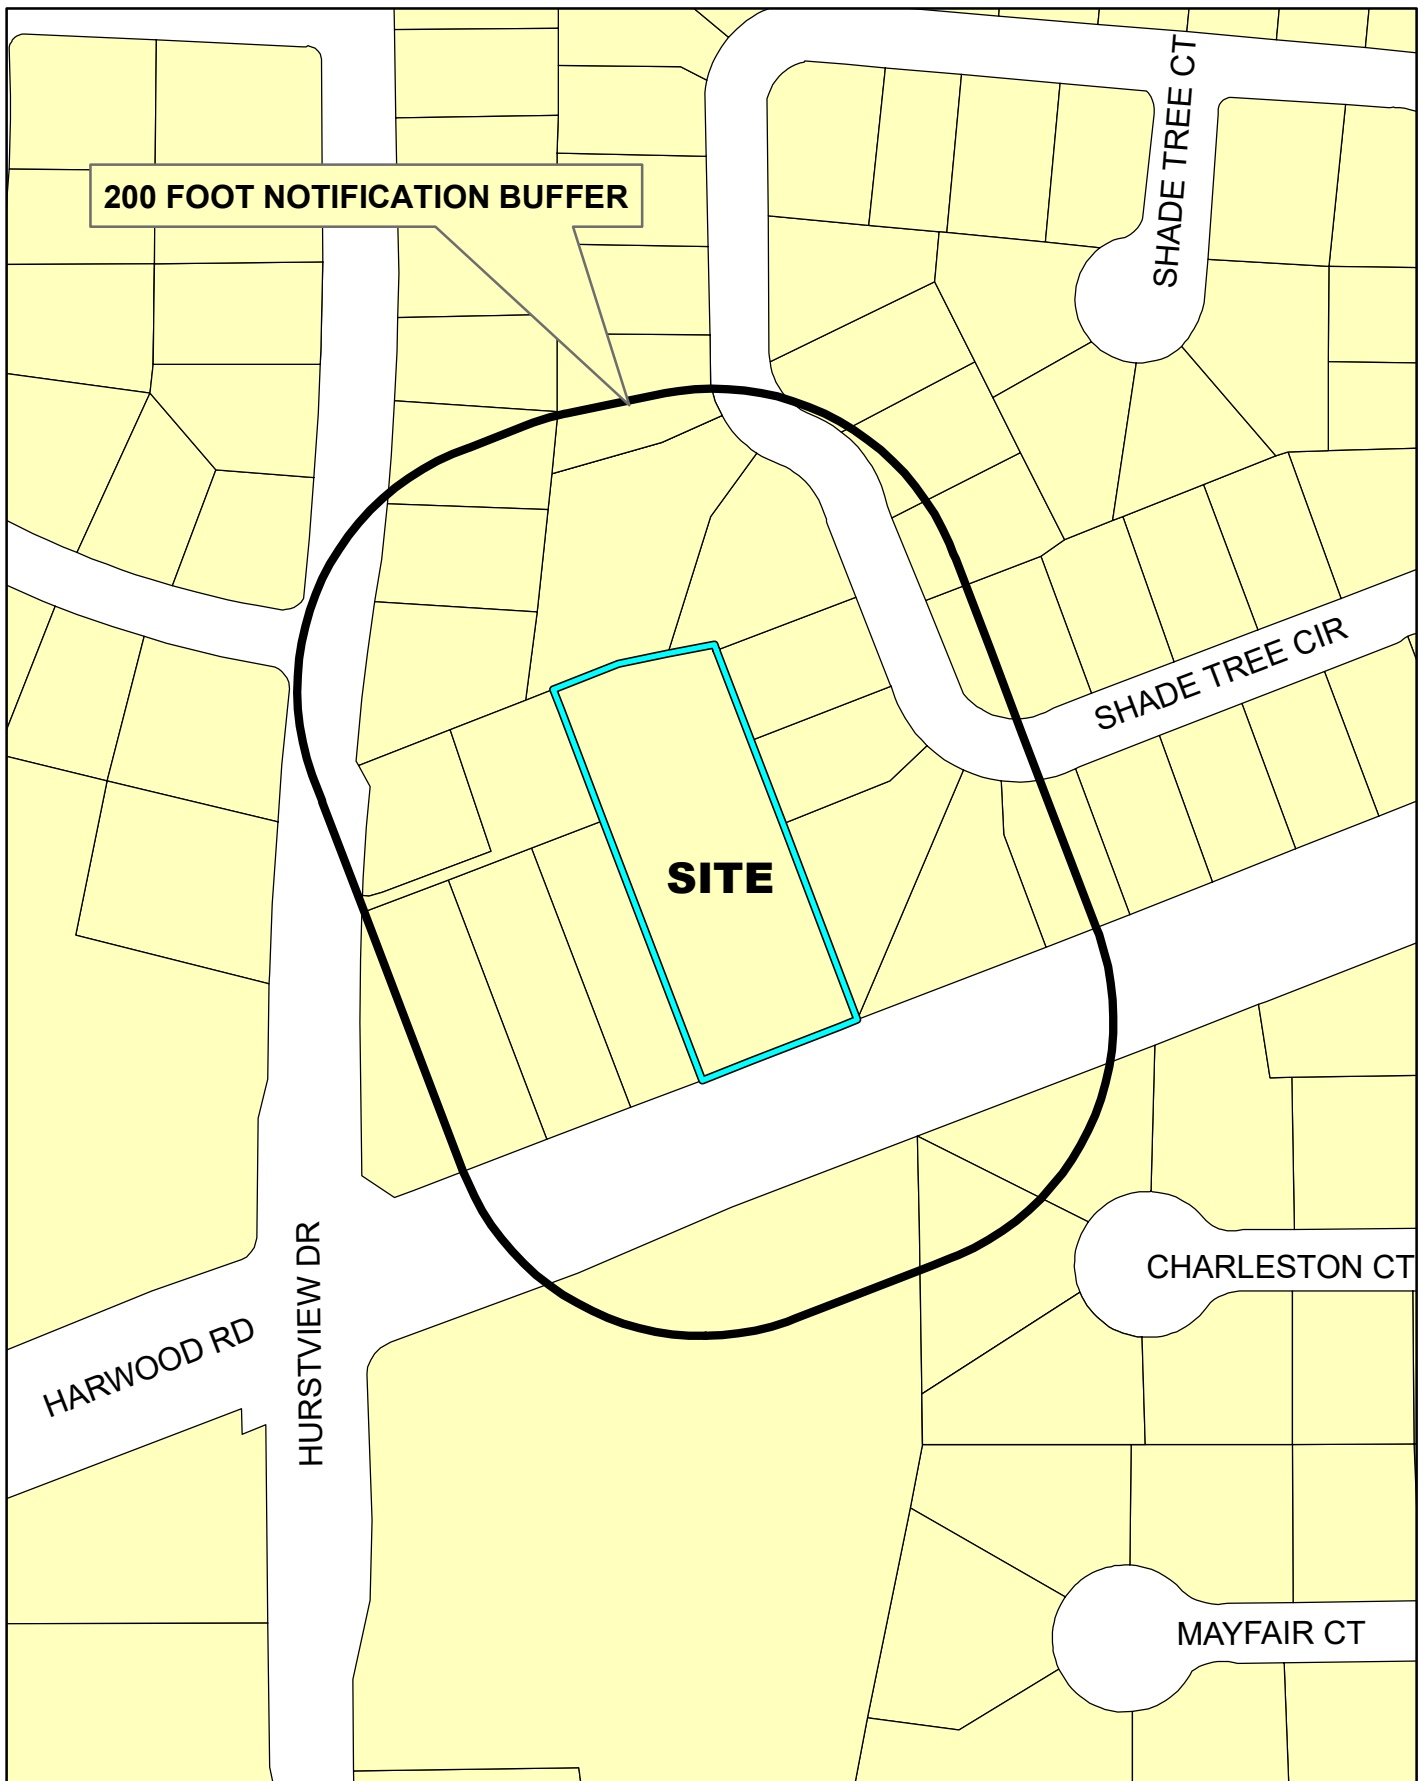 SHADE TREE CT
200 FOOT NOTIFICATION BUFFER
SHADE TREE CIR
SITE
CHARLESTON CT
HURSTVIEW DR
HARWOOD RD
MAYFAIR CT